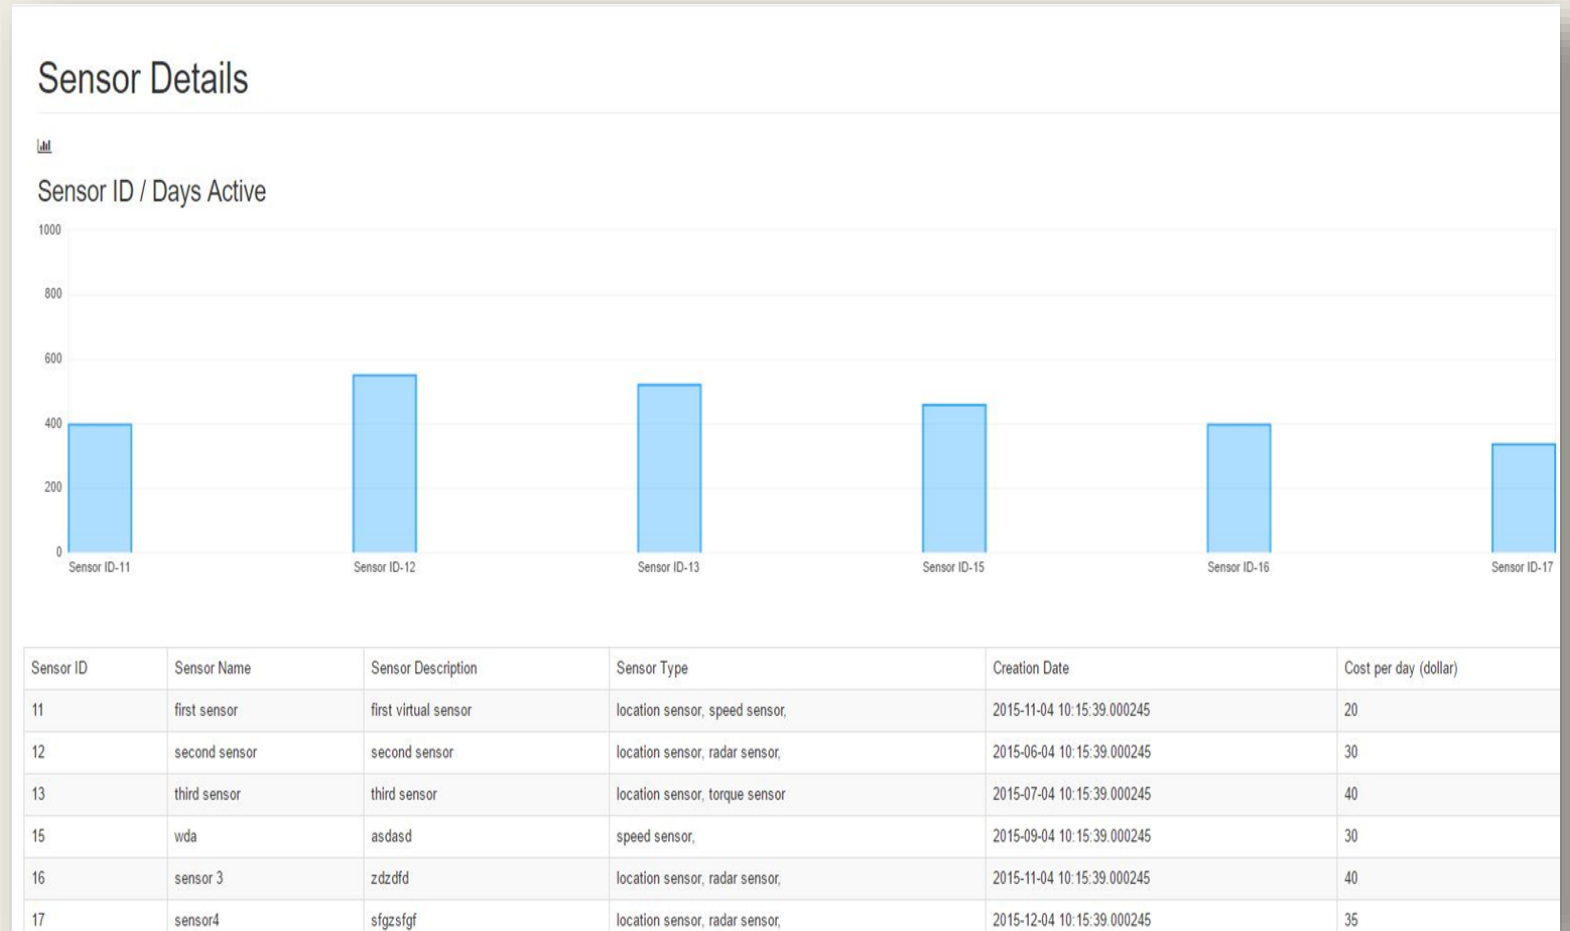 Sensor Details
Sensor ID / Days Active
1000
800
600
400
200
0
Sensor ID-11 Sensor ID-12 Sensor ID-13 Sensor ID-15 Sensor ID-16 Sensor ID-17
Sensor ID Sensor Name Sensor Description Sensor Type Creation Date Cost per day (dollar)
11 first sensor first virtual sensor location sensor, speed sensor, 2015-11-04 10:15:39.000245 20
12 second sensor second sensor location sensor, radar sensor, 2015-06-04 10:15:39.000245 30
13 third sensor third sensor location sensor, torque sensor 2015-07-04 10:15:39.000245 40
15 wda asdasd speed sensor, 2015-09-04 10:15:39.000245 30
16 sensor 3 zdzdfd location sensor, radar sensor, 2015-11-04 10:15:39.000245 40
17 sensor4 sfgzsfgf location sensor, radar sensor, 2015-12-04 10:15:39.000245 35